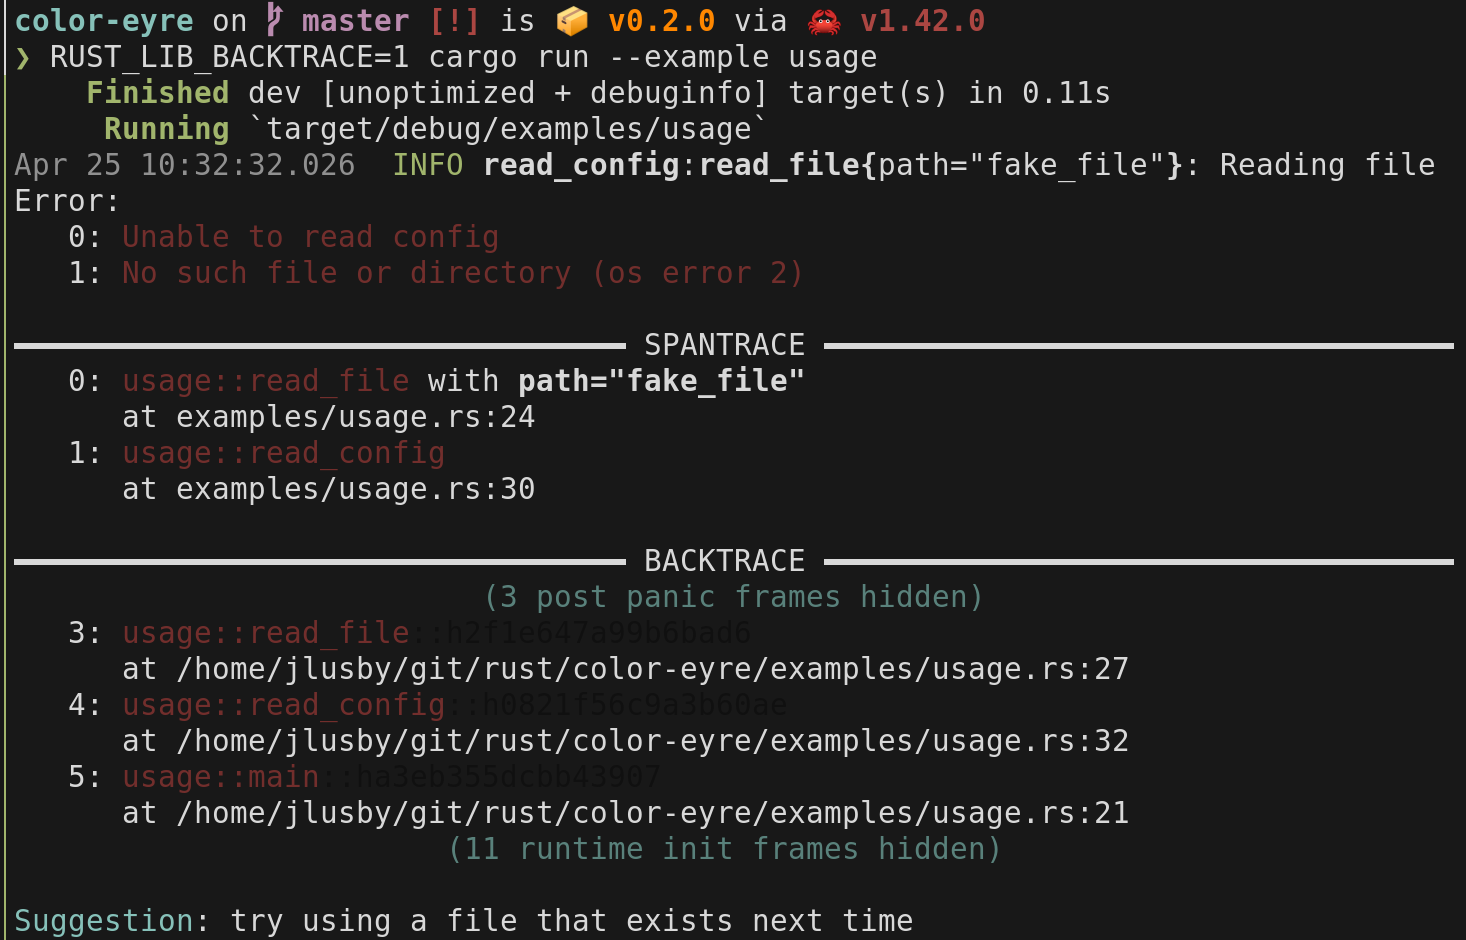 color-eyre on master [!] is 📦 v0.2.0 via 🦀 v1.42.0
❯ RUST_LIB_BACKTRACE=1 cargo run --example usage
Finished dev [unoptimized + debuginfo] target(s) in 0.11s
Running `target/debug/examples/usage`
Apr 25 10:32:32.026  INFO read_config:read_file{path="fake_file"}: Reading file
Error:
0: Unable to read config
1: No such file or directory (os error 2)
SPANTRACE
0: usage::read_file with path="fake_file"
at examples/usage.rs:24
1: usage::read_config
at examples/usage.rs:30
BACKTRACE
(3 post panic frames hidden)
3: usage::read_file::h2f1e647a99b6bad6
at /home/jlusby/git/rust/color-eyre/examples/usage.rs:27
4: usage::read_config::h0821f56c9a3b60ae
at /home/jlusby/git/rust/color-eyre/examples/usage.rs:32
5: usage::main::ha3eb355dcbb43907
at /home/jlusby/git/rust/color-eyre/examples/usage.rs:21
(11 runtime init frames hidden)
Suggestion: try using a file that exists next time